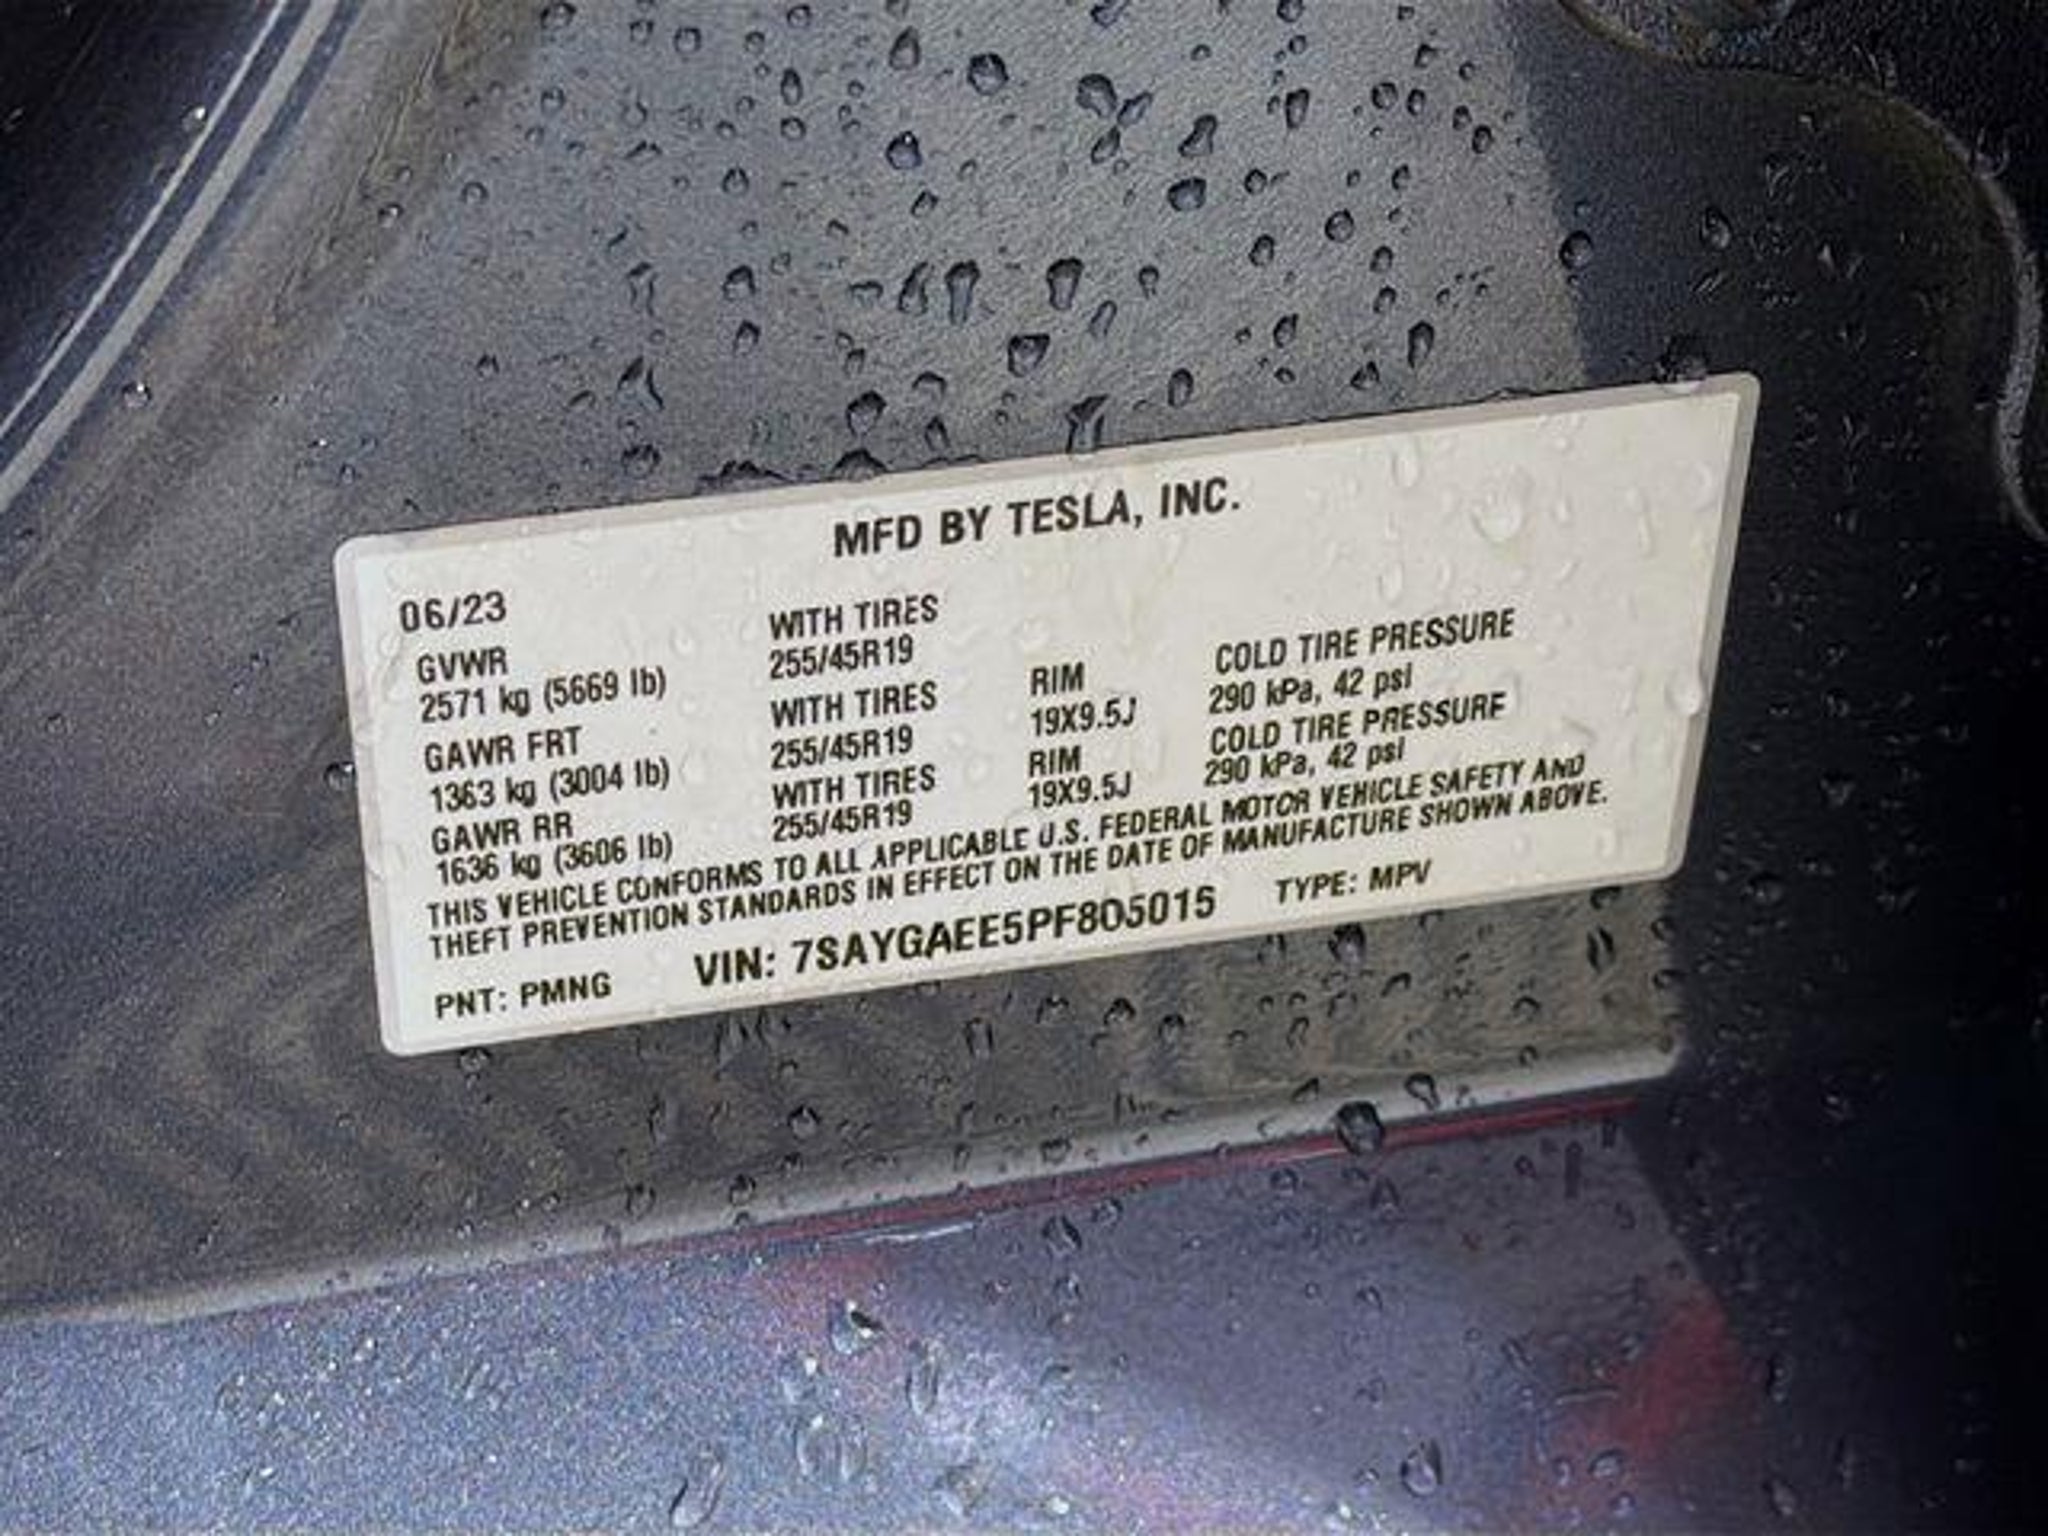 MFD BY TESLA, INC.
06/23
GVWR WITH TIRES
2571 kg (5669 lb) 255/45R19
GAWR FRT WITH TIRES RIM COLD TIRE PRESSURE
1363 kg (3004 lb) 255/45R19 19X9.5J 290 kPa, 42 psi
GAWR RR WITH TIRES RIM COLD TIRE PRESSURE
1636 kg (3606 lb) 255/45R19 19X9.5J 290 kPa, 42 psi
THIS VEHICLE CONFORMS TO ALL APPLICABLE U.S. FEDERAL MOTOR VEHICLE SAFETY AND
THEFT PREVENTION STANDARDS IN EFFECT ON THE DATE OF MANUFACTURE SHOWN ABOVE.
PNT: PMNG VIN: 7SAYGAEE5PF805015 TYPE: MPV